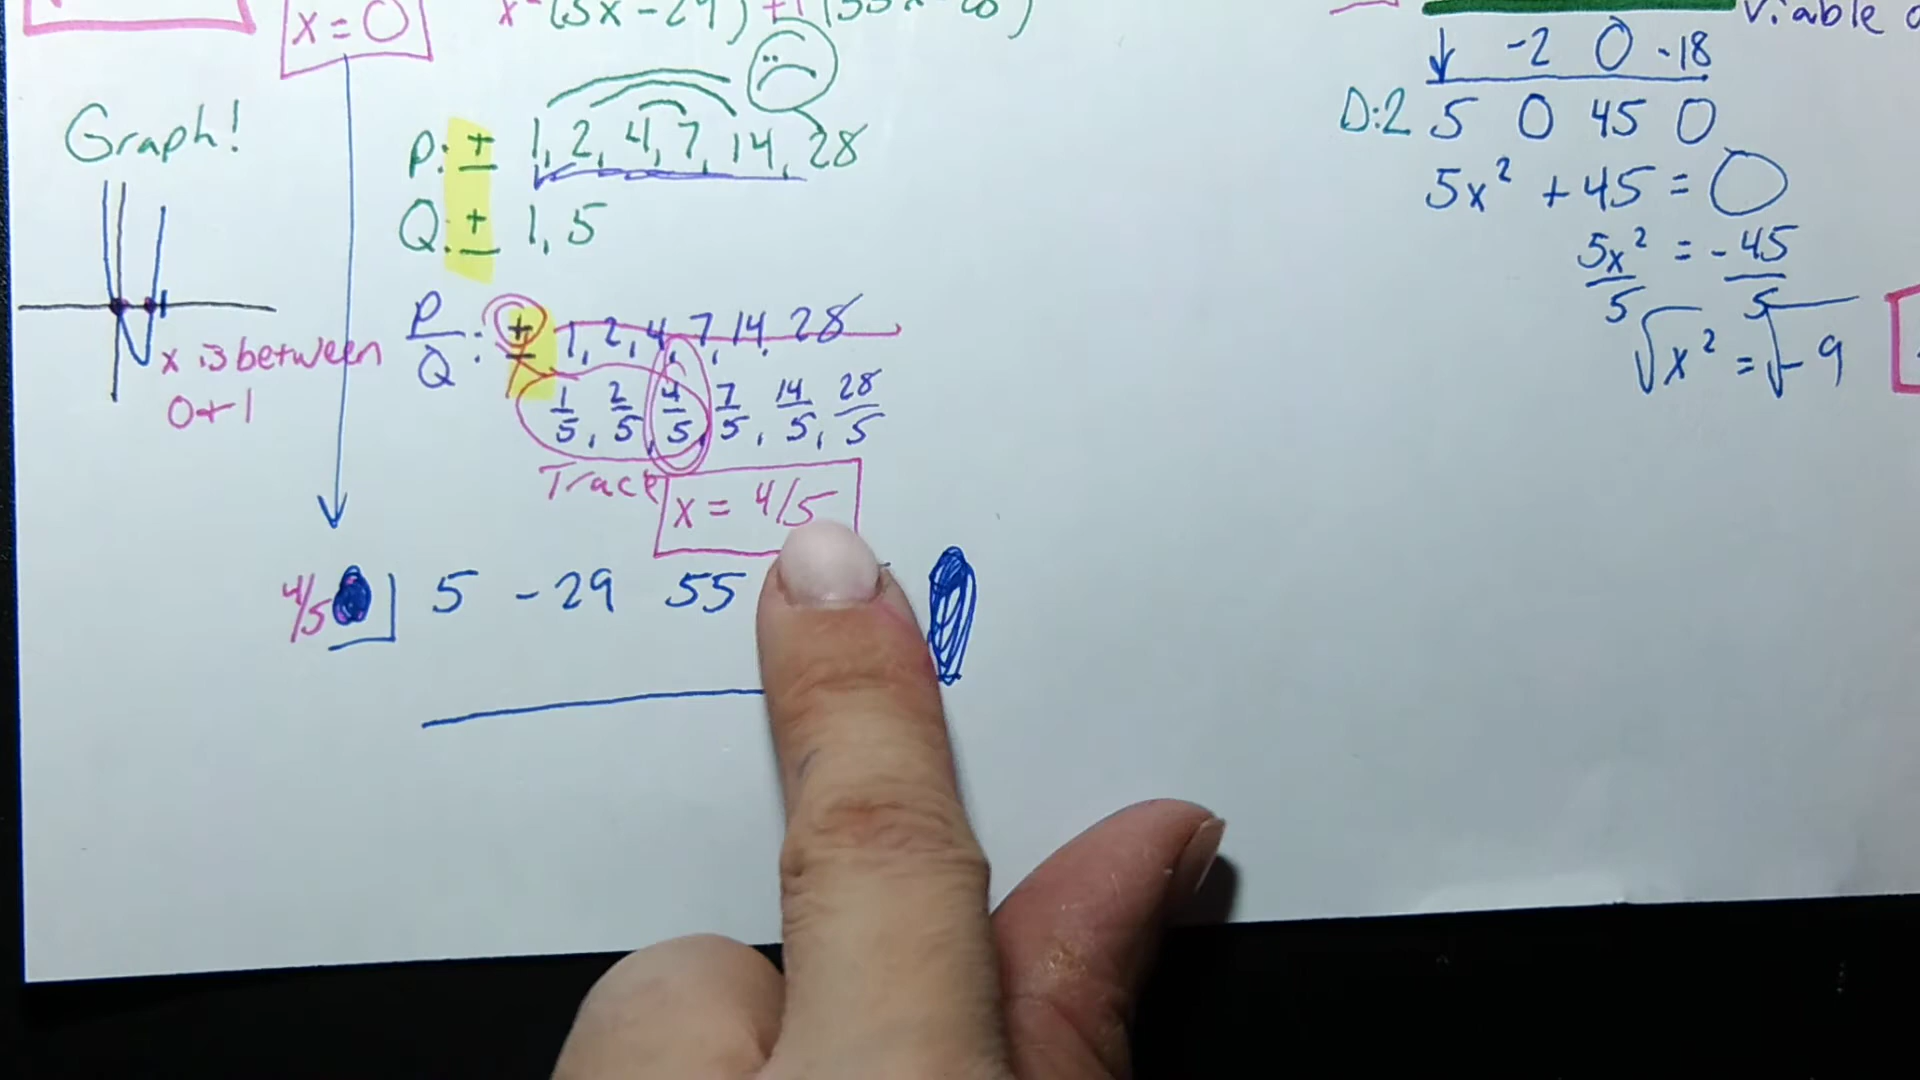 x = 0
Graph!
P: ± 1, 2, 4, 7, 14, 28
Q: ± 1, 5
P/Q: ± 1, 2, 4, 7, 14, 28
1/5, 2/5, 4/5, 7/5, 14/5, 28/5
x is between
0 + 1
Trace
x = 4/5
4/5 5 -29 55
Viable
↓ -2 0 -18
D:2 5 0 45 0
5x² + 45 = 0
5x²/5 = -45/5
√x² = √-9